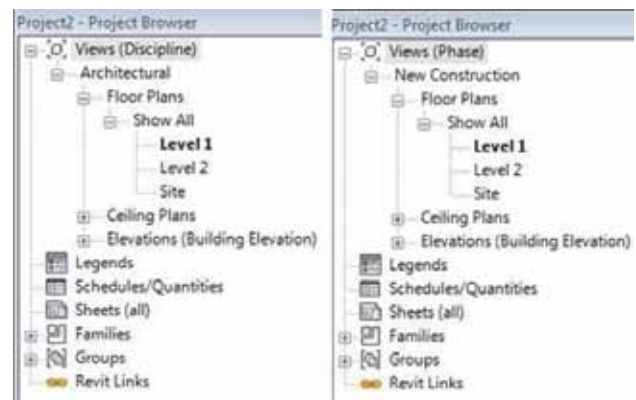 Project2 - Project Browser
Views (Discipline)
Architectural
Floor Plans
Show All
Level 1
Level 2
Site
Ceiling Plans
Elevations (Building Elevation)
Legends
Schedules/Quantities
Sheets (all)
Families
Groups
Revit Links
Project2 - Project Browser
Views (Phase)
New Construction
Floor Plans
Show All
Level 1
Level 2
Site
Ceiling Plans
Elevations (Building Elevation)
Legends
Schedules/Quantities
Sheets (all)
Families
Groups
Revit Links